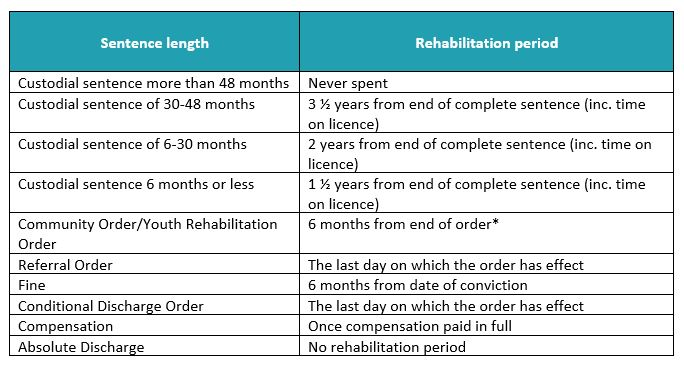 Sentence length Rehabilitation period
Custodial sentence more than 48 months Never spent
Custodial sentence of 30-48 months 3 ½ years from end of complete sentence (inc. time
on licence)
Custodial sentence of 6-30 months 2 years from end of complete sentence (inc. time on
licence)
Custodial sentence 6 months or less 1 ½ years from end of complete sentence (inc. time
on licence)
Community Order/Youth Rehabilitation
Order
6 months from end of order*
Referral Order The last day on which the order has effect
Fine 6 months from date of conviction
Conditional Discharge Order The last day on which the order has effect
Compensation Once compensation paid in full
Absolute Discharge No rehabilitation period